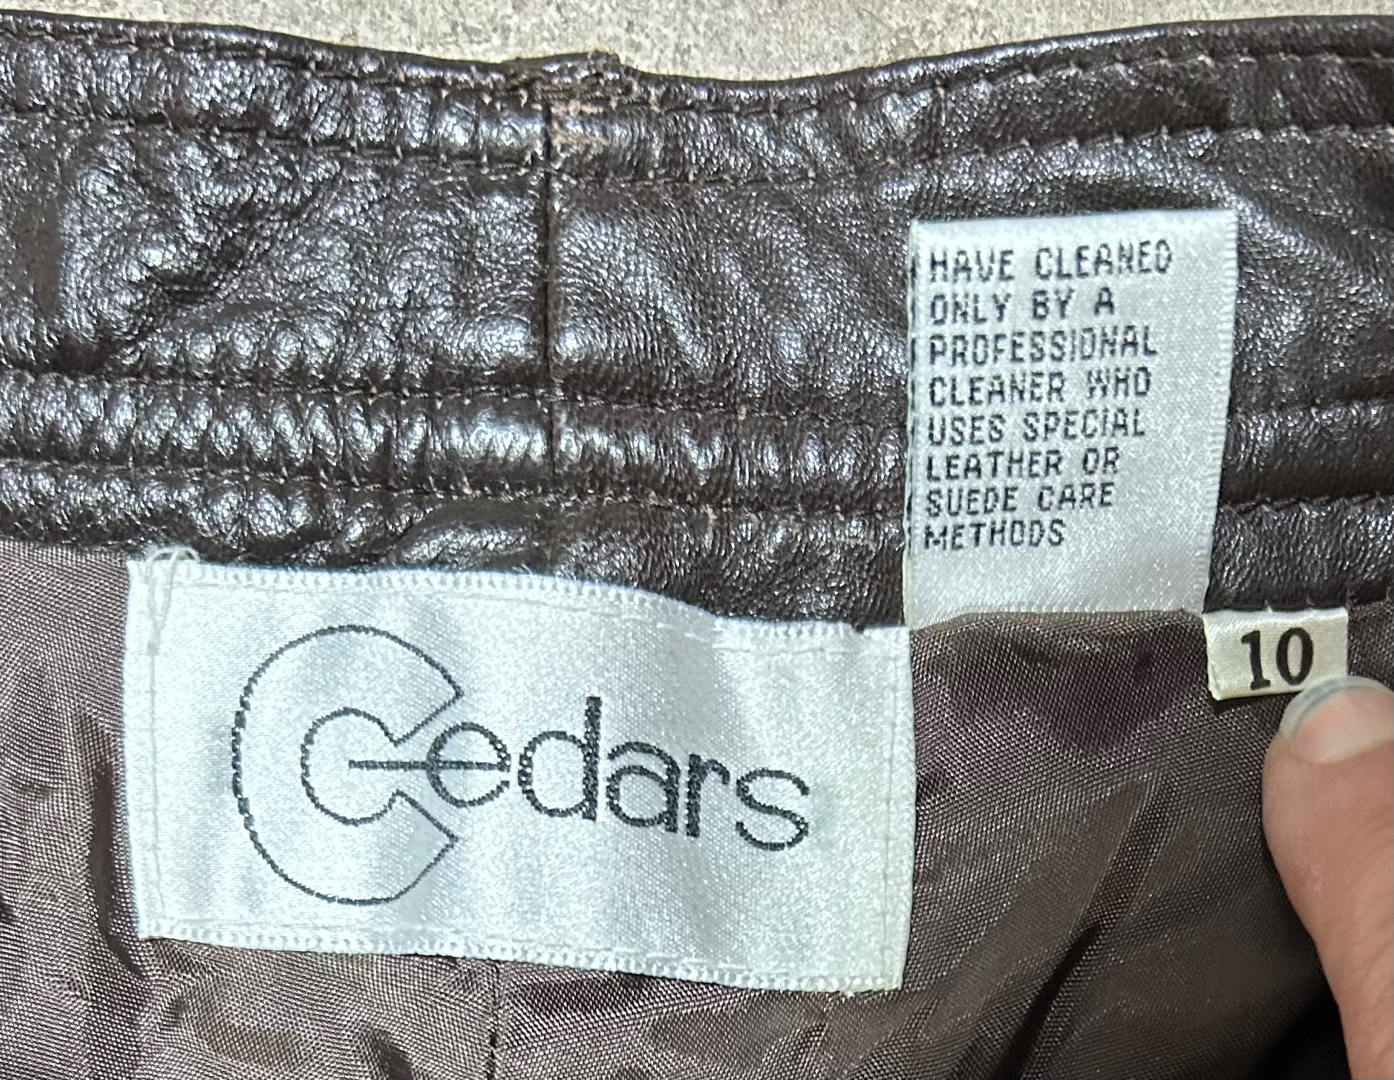 HAVE CLEANED
ONLY BY A
PROFESSIONAL
CLEANER WHO
USES SPECIAL
LEATHER OR
SUEDE CARE
METHODS
Cedars
10